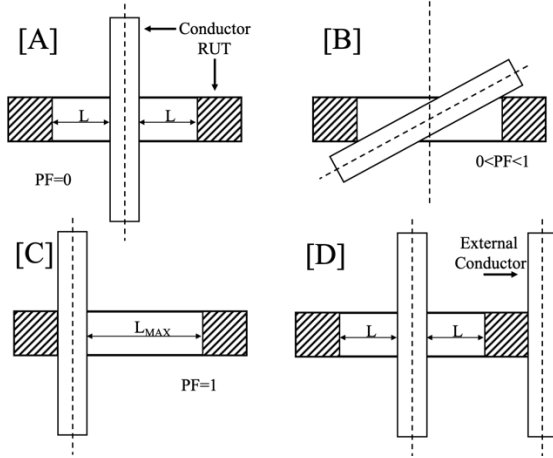 [A]
Conductor
RUT
L
L
PF=0
[B]
0<PF<1
[C]
LMAX
PF=1
[D]
External
Conductor
L
L